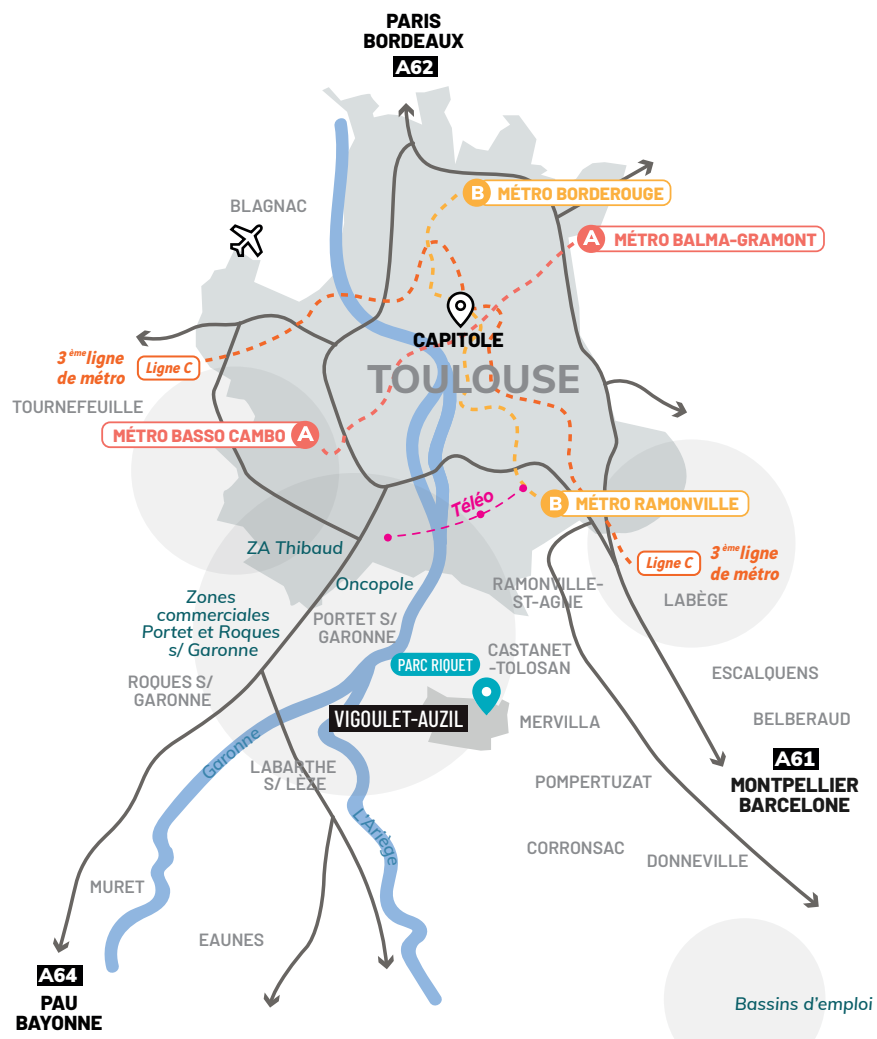 PARIS
BORDEAUX
A62
B MÉTRO BORDEROUGE
BLAGNAC
A MÉTRO BALMA-GRAMONT
CAPITOLE
3ème ligne
de métro
Ligne C
TOULOUSE
TOURNEFEUILLE
MÉTRO BASSO CAMBO A
Téléo
B MÉTRO RAMONVILLE
ZA Thibaud
Ligne C
3ème ligne
de métro
Oncopole
RAMONVILLE-
ST-AGNE
LABÈGE
Zones
commerciales
Portet et Roques
s/ Garonne
PORTET S/
GARONNE
CASTANET
-TOLOSAN
PARC RIQUET
ESCALQUENS
ROQUES S/
GARONNE
VIGOULET-AUZIL
MERVILLA
BELBERAUD
Garonne
LABARTHE
S/ LÈZE
A61
MONTPELLIER
BARCELONE
POMPERTUZAT
L'Ariège
CORRONSAC
DONNEVILLE
MURET
EAUNES
A64
PAU
BAYONNE
Bassins d'emploi